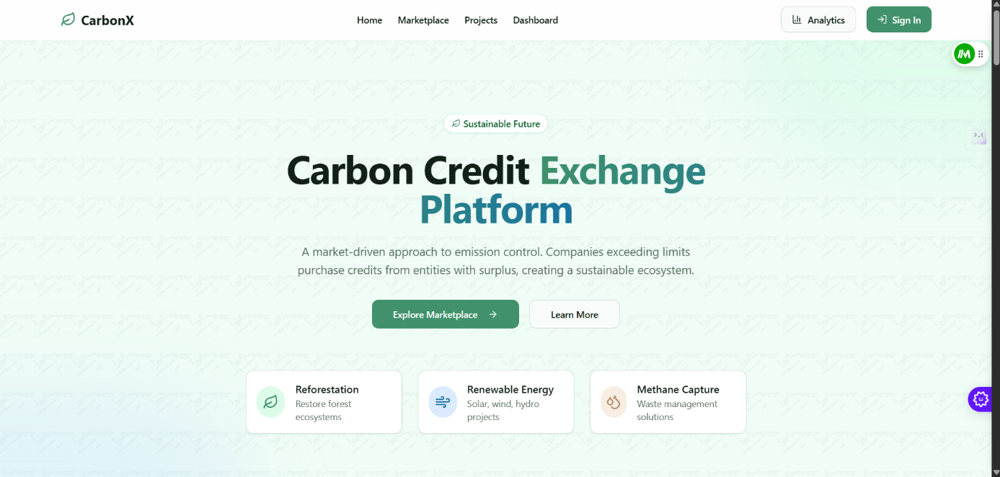 CarbonX
Home Marketplace Projects Dashboard
Analytics
Sign In
Sustainable Future
Carbon Credit Exchange
Platform
A market-driven approach to emission control. Companies exceeding limits
purchase credits from entities with surplus, creating a sustainable ecosystem.
Explore Marketplace
Learn More
Reforestation
Restore forest
ecosystems
Renewable Energy
Solar, wind, hydro
projects
Methane Capture
Waste management
solutions